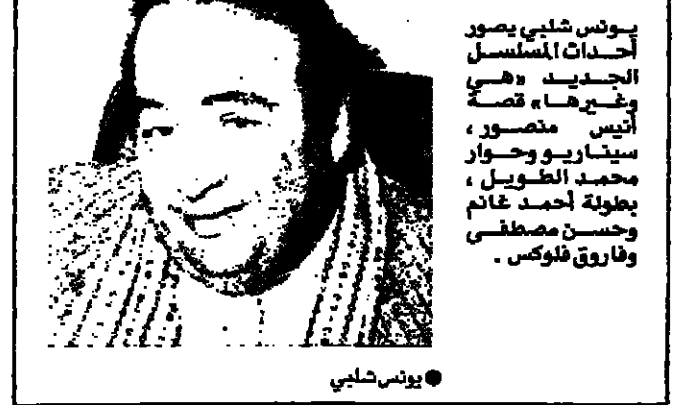 يونس شلبي يصور
أحداث المسلسل
الجديد «هي
وغيرها» قصة
أنيس منصور ،
سيناريو وحوار
محمد الطويل ،
بطولة أحمد غانم
وحسن مصطفى
وفاروق فلوكس .
● يونس شلبي